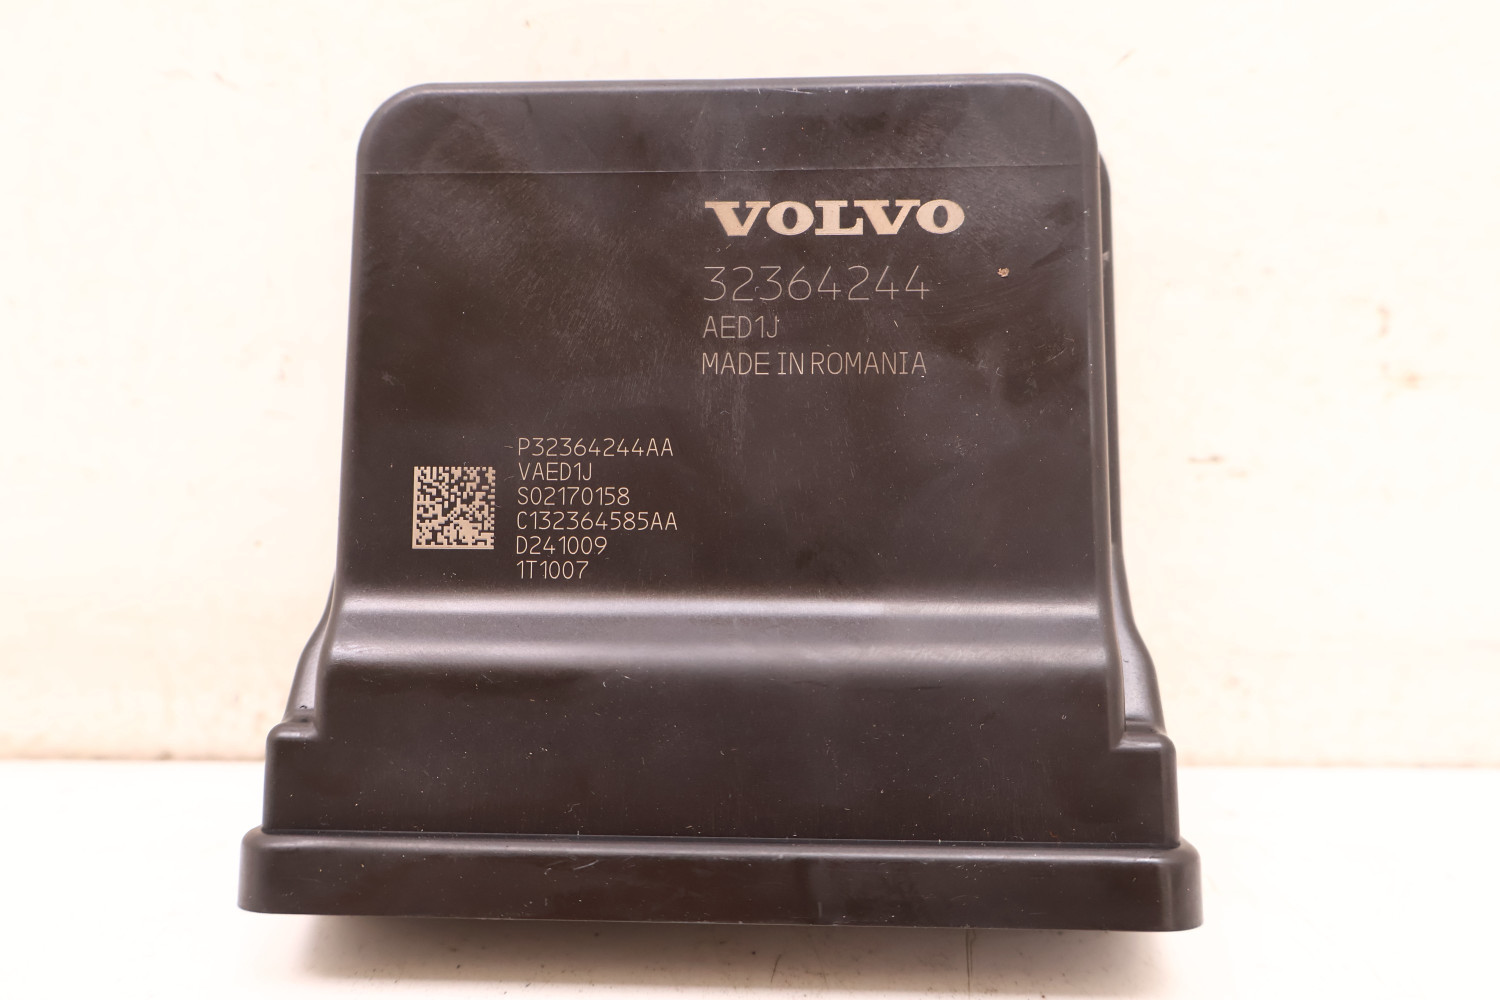 VOLVO
32364244
AED1J
MADE IN ROMANIA
P32364244AA
VAED1J
S02170158
C132364585AA
D241009
1T1007